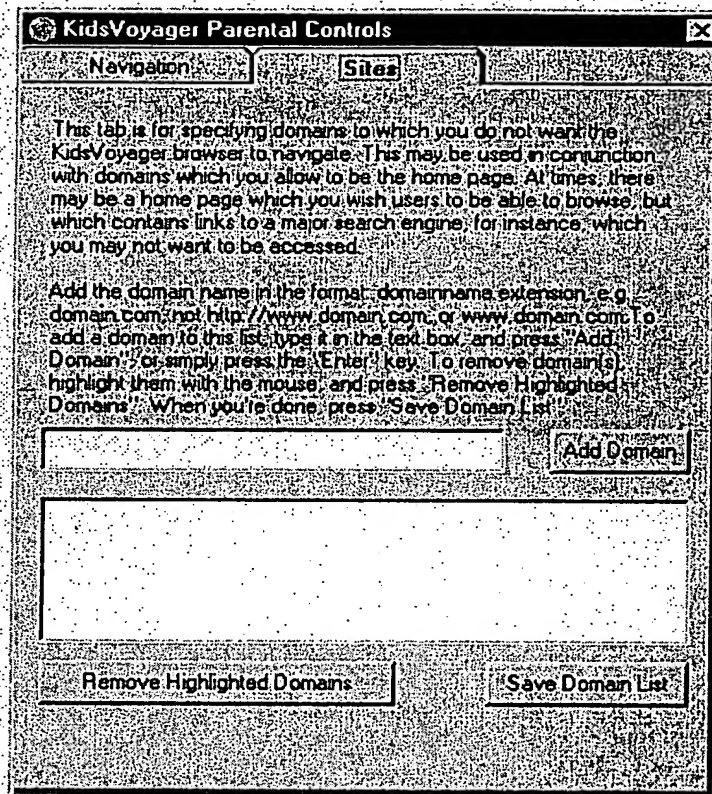 KidsVoyager Parental Controls
Navigation
Sites
This tab is for specifyng domains to which you do not want the
KidsVoyager browser to navigate. This may be used in conjunction
with domains which you allow to be the home page. At times, there
may be a home page which you wish users to be able to browse, but
which contains links to a major search engine, for instance, which
you may not want to be accessed.
Add the domain name in the format: domainname.extension, e.g.
domain.com, not http://www.domain.com, or www.domain.com.To
add a domain to this list, type it in the text box, and press "Add
Domain", or simply press the "Enter" key. To remove domain(s),
highlight them with the mouse, and press "Remove Highlighted
Domains". When you're done, press "Save Domain List".
Add Domain
Remove Highlighted Domains
Save Domain List